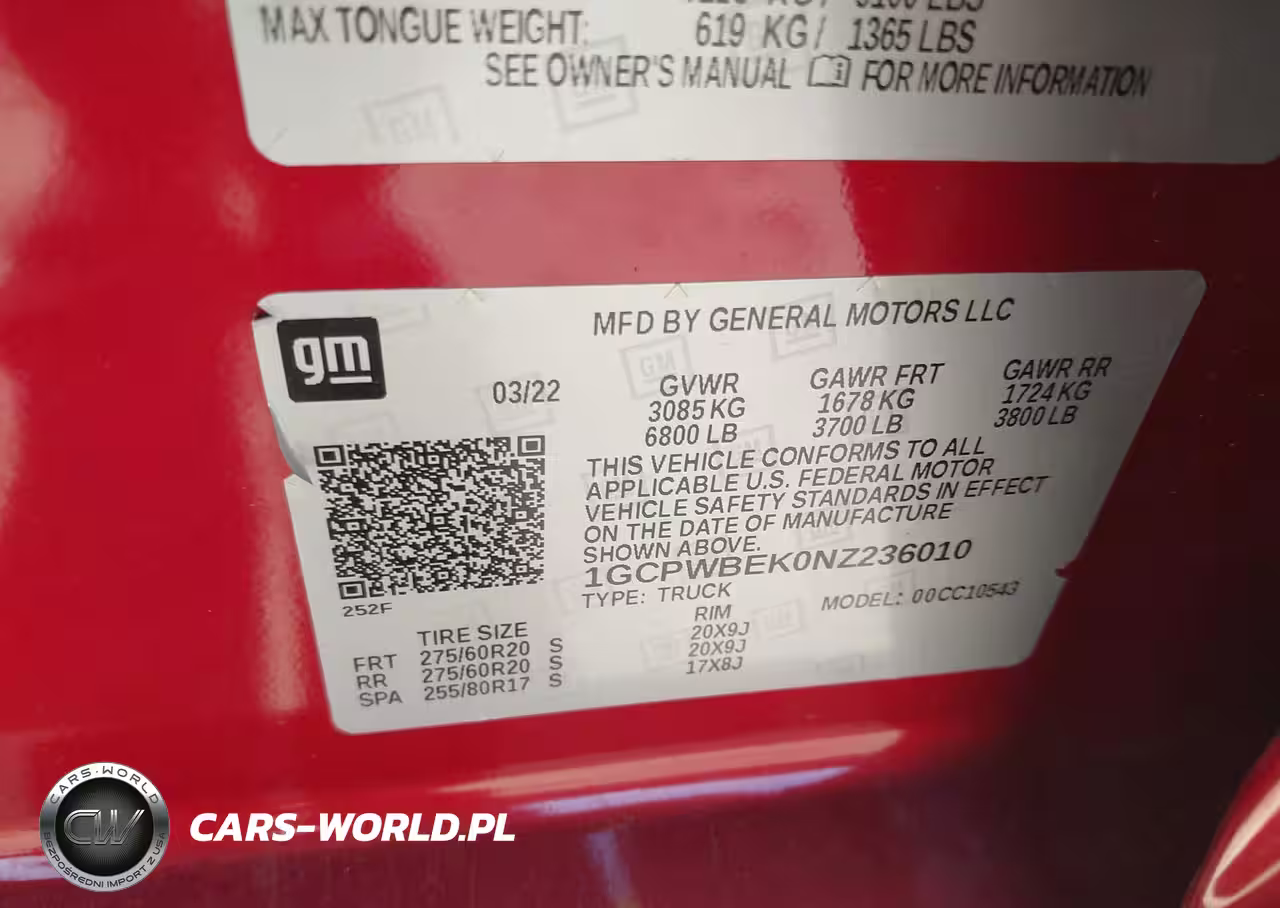 MAX TONGUE WEIGHT: 619 KG / 1365 LBS
SEE OWNER'S MANUAL FOR MORE INFORMATION
gm
MFD BY GENERAL MOTORS LLC
03/22
GVWR GAWR FRT GAWR RR
3085 KG 1678 KG 1724 KG
6800 LB 3700 LB 3800 LB
THIS VEHICLE CONFORMS TO ALL
APPLICABLE U.S. FEDERAL MOTOR
VEHICLE SAFETY STANDARDS IN EFFECT
ON THE DATE OF MANUFACTURE
SHOWN ABOVE.
1GCPWBEK0NZ236010
TYPE: TRUCK MODEL: 00CC10543
252F
TIRE SIZE RIM
FRT 275/60R20 S 20X9J
RR 275/60R20 S 20X9J
SPA 255/80R17 S 17X8J
CARS-WORLD
CW
BEZPOŚREDNI IMPORT Z USA
CARS-WORLD.PL